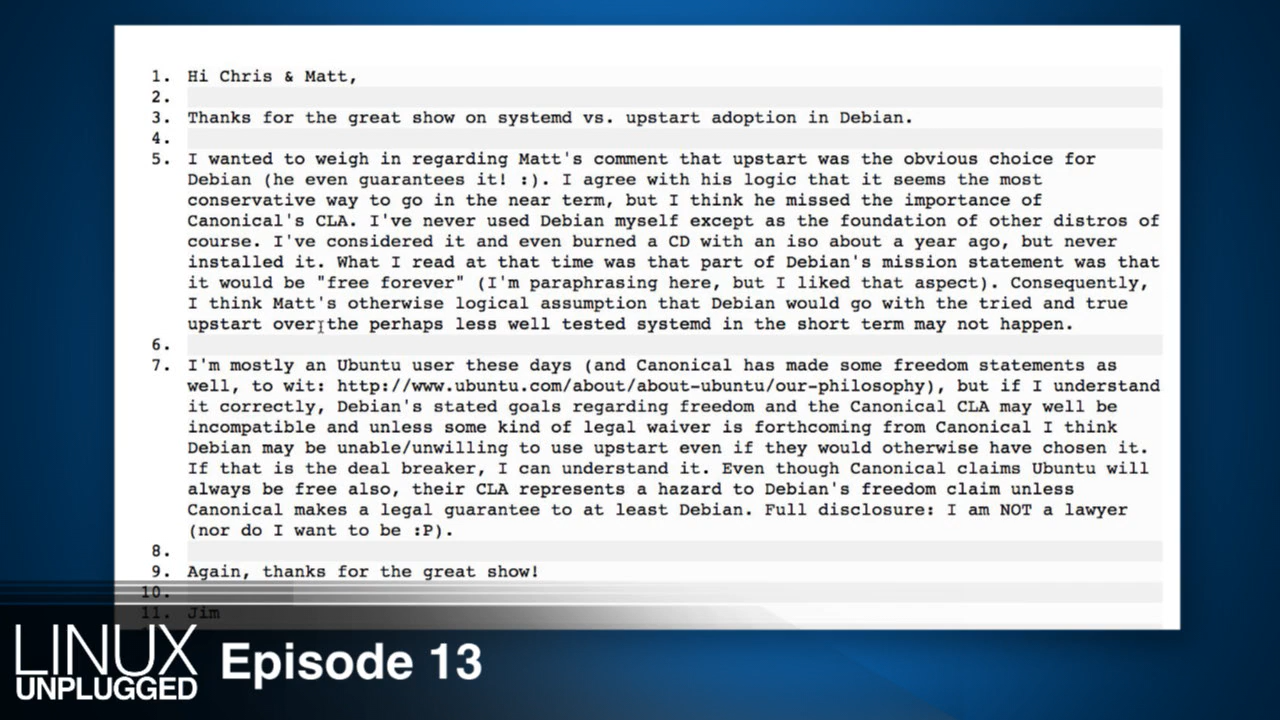 1. Hi Chris & Matt,
2.
3. Thanks for the great show on systemd vs. upstart adoption in Debian.
4.
5. I wanted to weigh in regarding Matt's comment that upstart was the obvious choice for
Debian (he even guarantees it! :). I agree with his logic that it seems the most
conservative way to go in the near term, but I think he missed the importance of
Canonical's CLA. I've never used Debian myself except as the foundation of other distros of
course. I've considered it and even burned a CD with an iso about a year ago, but never
installed it. What I read at that time was that part of Debian's mission statement was that
it would be "free forever" (I'm paraphrasing here, but I liked that aspect). Consequently,
I think Matt's otherwise logical assumption that Debian would go with the tried and true
upstart over the perhaps less well tested systemd in the short term may not happen.
6.
7. I'm mostly an Ubuntu user these days (and Canonical has made some freedom statements as
well, to wit: http://www.ubuntu.com/about/about-ubuntu/our-philosophy), but if I understand
it correctly, Debian's stated goals regarding freedom and the Canonical CLA may well be
incompatible and unless some kind of legal waiver is forthcoming from Canonical I think
Debian may be unable/unwilling to use upstart even if they would otherwise have chosen it.
If that is the deal breaker, I can understand it. Even though Canonical claims Ubuntu will
always be free also, their CLA represents a hazard to Debian's freedom claim unless
Canonical makes a legal guarantee to at least Debian. Full disclosure: I am NOT a lawyer
(nor do I want to be :P).
8.
9. Again, thanks for the great show!
10.
11. Jim
LINUX
UNPLUGGED
Episode 13